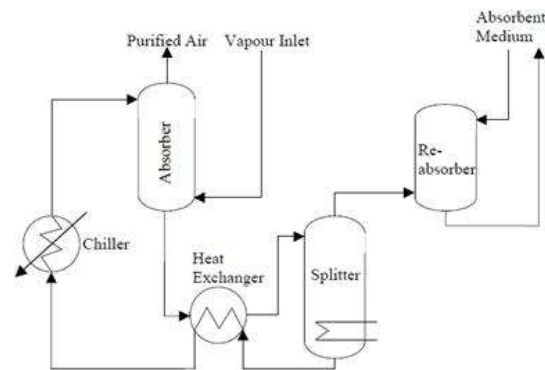 Purified Air
Vapour Inlet
Absorbent
Medium
Absorber
Re-
absorber
Chiller
Heat
Exchanger
Splitter